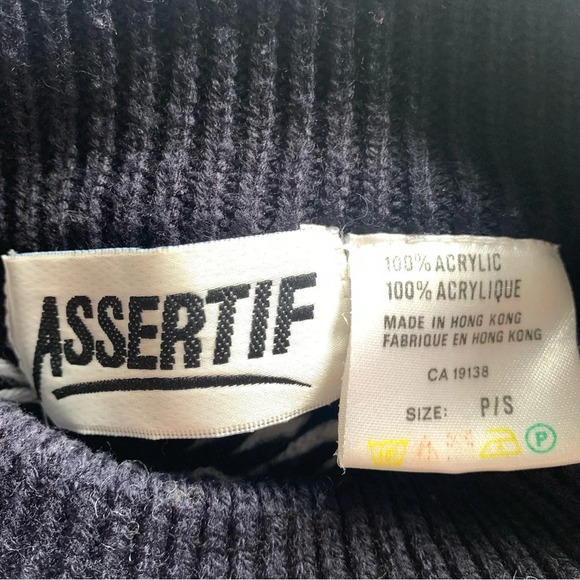 ASSERTIF
100% ACRYLIC
100% ACRYLIQUE
MADE IN HONG KONG
FABRIQUE EN HONG KONG
CA 19138
SIZE: P/S
P